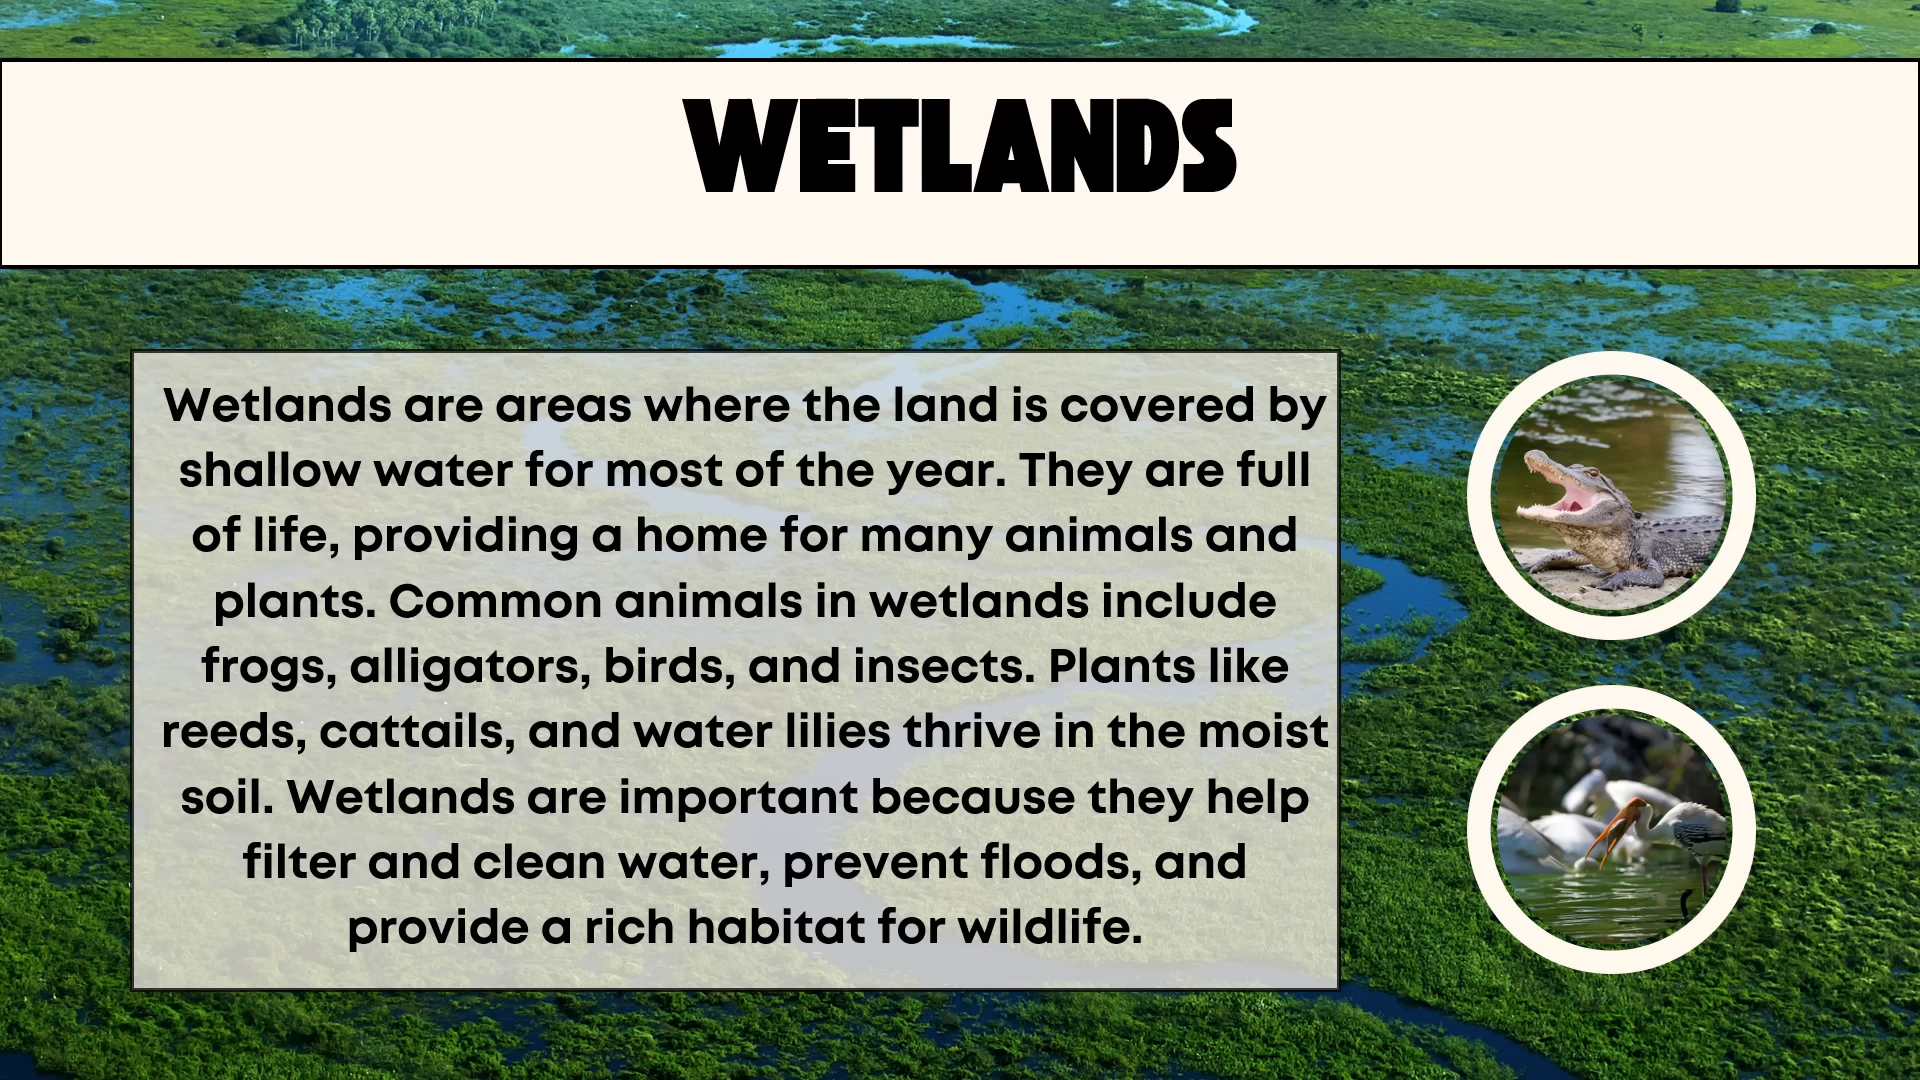 WETLANDS
Wetlands are areas where the land is covered by
shallow water for most of the year. They are full
of life, providing a home for many animals and
plants. Common animals in wetlands include
frogs, alligators, birds, and insects. Plants like
reeds, cattails, and water lilies thrive in the moist
soil. Wetlands are important because they help
filter and clean water, prevent floods, and
provide a rich habitat for wildlife.